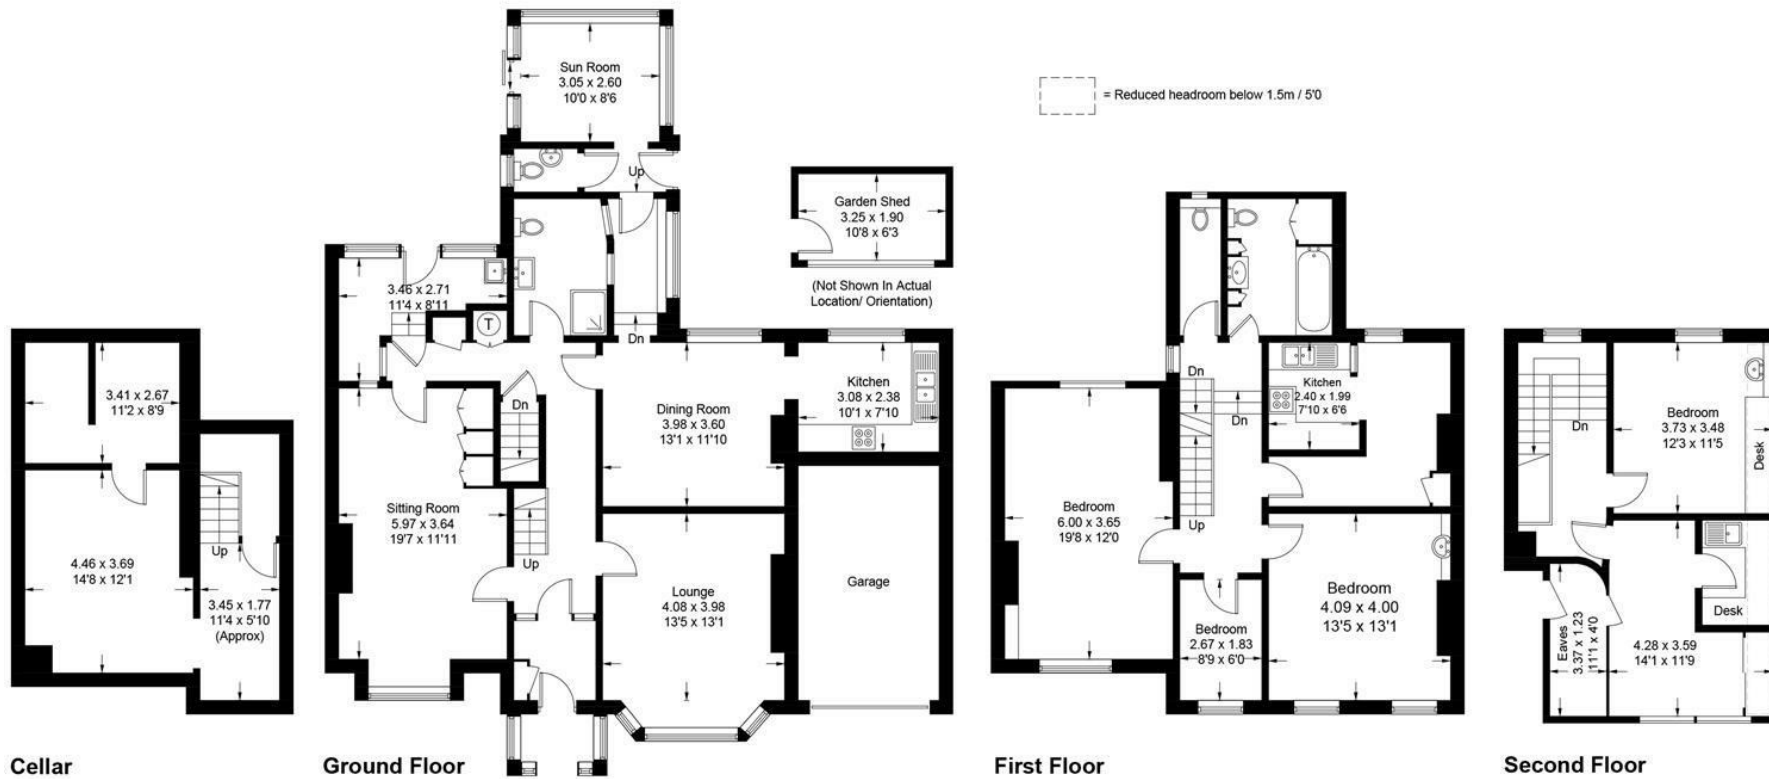 Sun Room
3.05 x 2.60
10'0 x 8'6
= Reduced headroom below 1.5m / 5'0
Up
Garden Shed
3.25 x 1.90
10'8 x 6'3
(Not Shown In Actual
Location/ Orientation)
3.41 x 2.67
11'2 x 8'9
4.46 x 3.69
14'8 x 12'1
Up
3.45 x 1.77
11'4 x 5'10
(Approx)
Cellar
3.46 x 2.71
11'4 x 8'11
T
Dn
Dn
Kitchen
3.08 x 2.38
10'1 x 7'10
Dining Room
3.98 x 3.60
13'1 x 11'10
Sitting Room
5.97 x 3.64
19'7 x 11'11
Up
Lounge
4.08 x 3.98
13'5 x 13'1
Garage
Ground Floor
Dn
Dn
Kitchen
2.40 x 1.99
7'10 x 6'6
Bedroom
6.00 x 3.65
19'8 x 12'0
Up
Bedroom
4.09 x 4.00
13'5 x 13'1
Bedroom
2.67 x 1.83
8'9 x 6'0
First Floor
Dn
Bedroom
3.73 x 3.48
12'3 x 11'5
Desk
Desk
Eaves
3.37 x 1.23
11'1 x 4'0
4.28 x 3.59
14'1 x 11'9
Second Floor